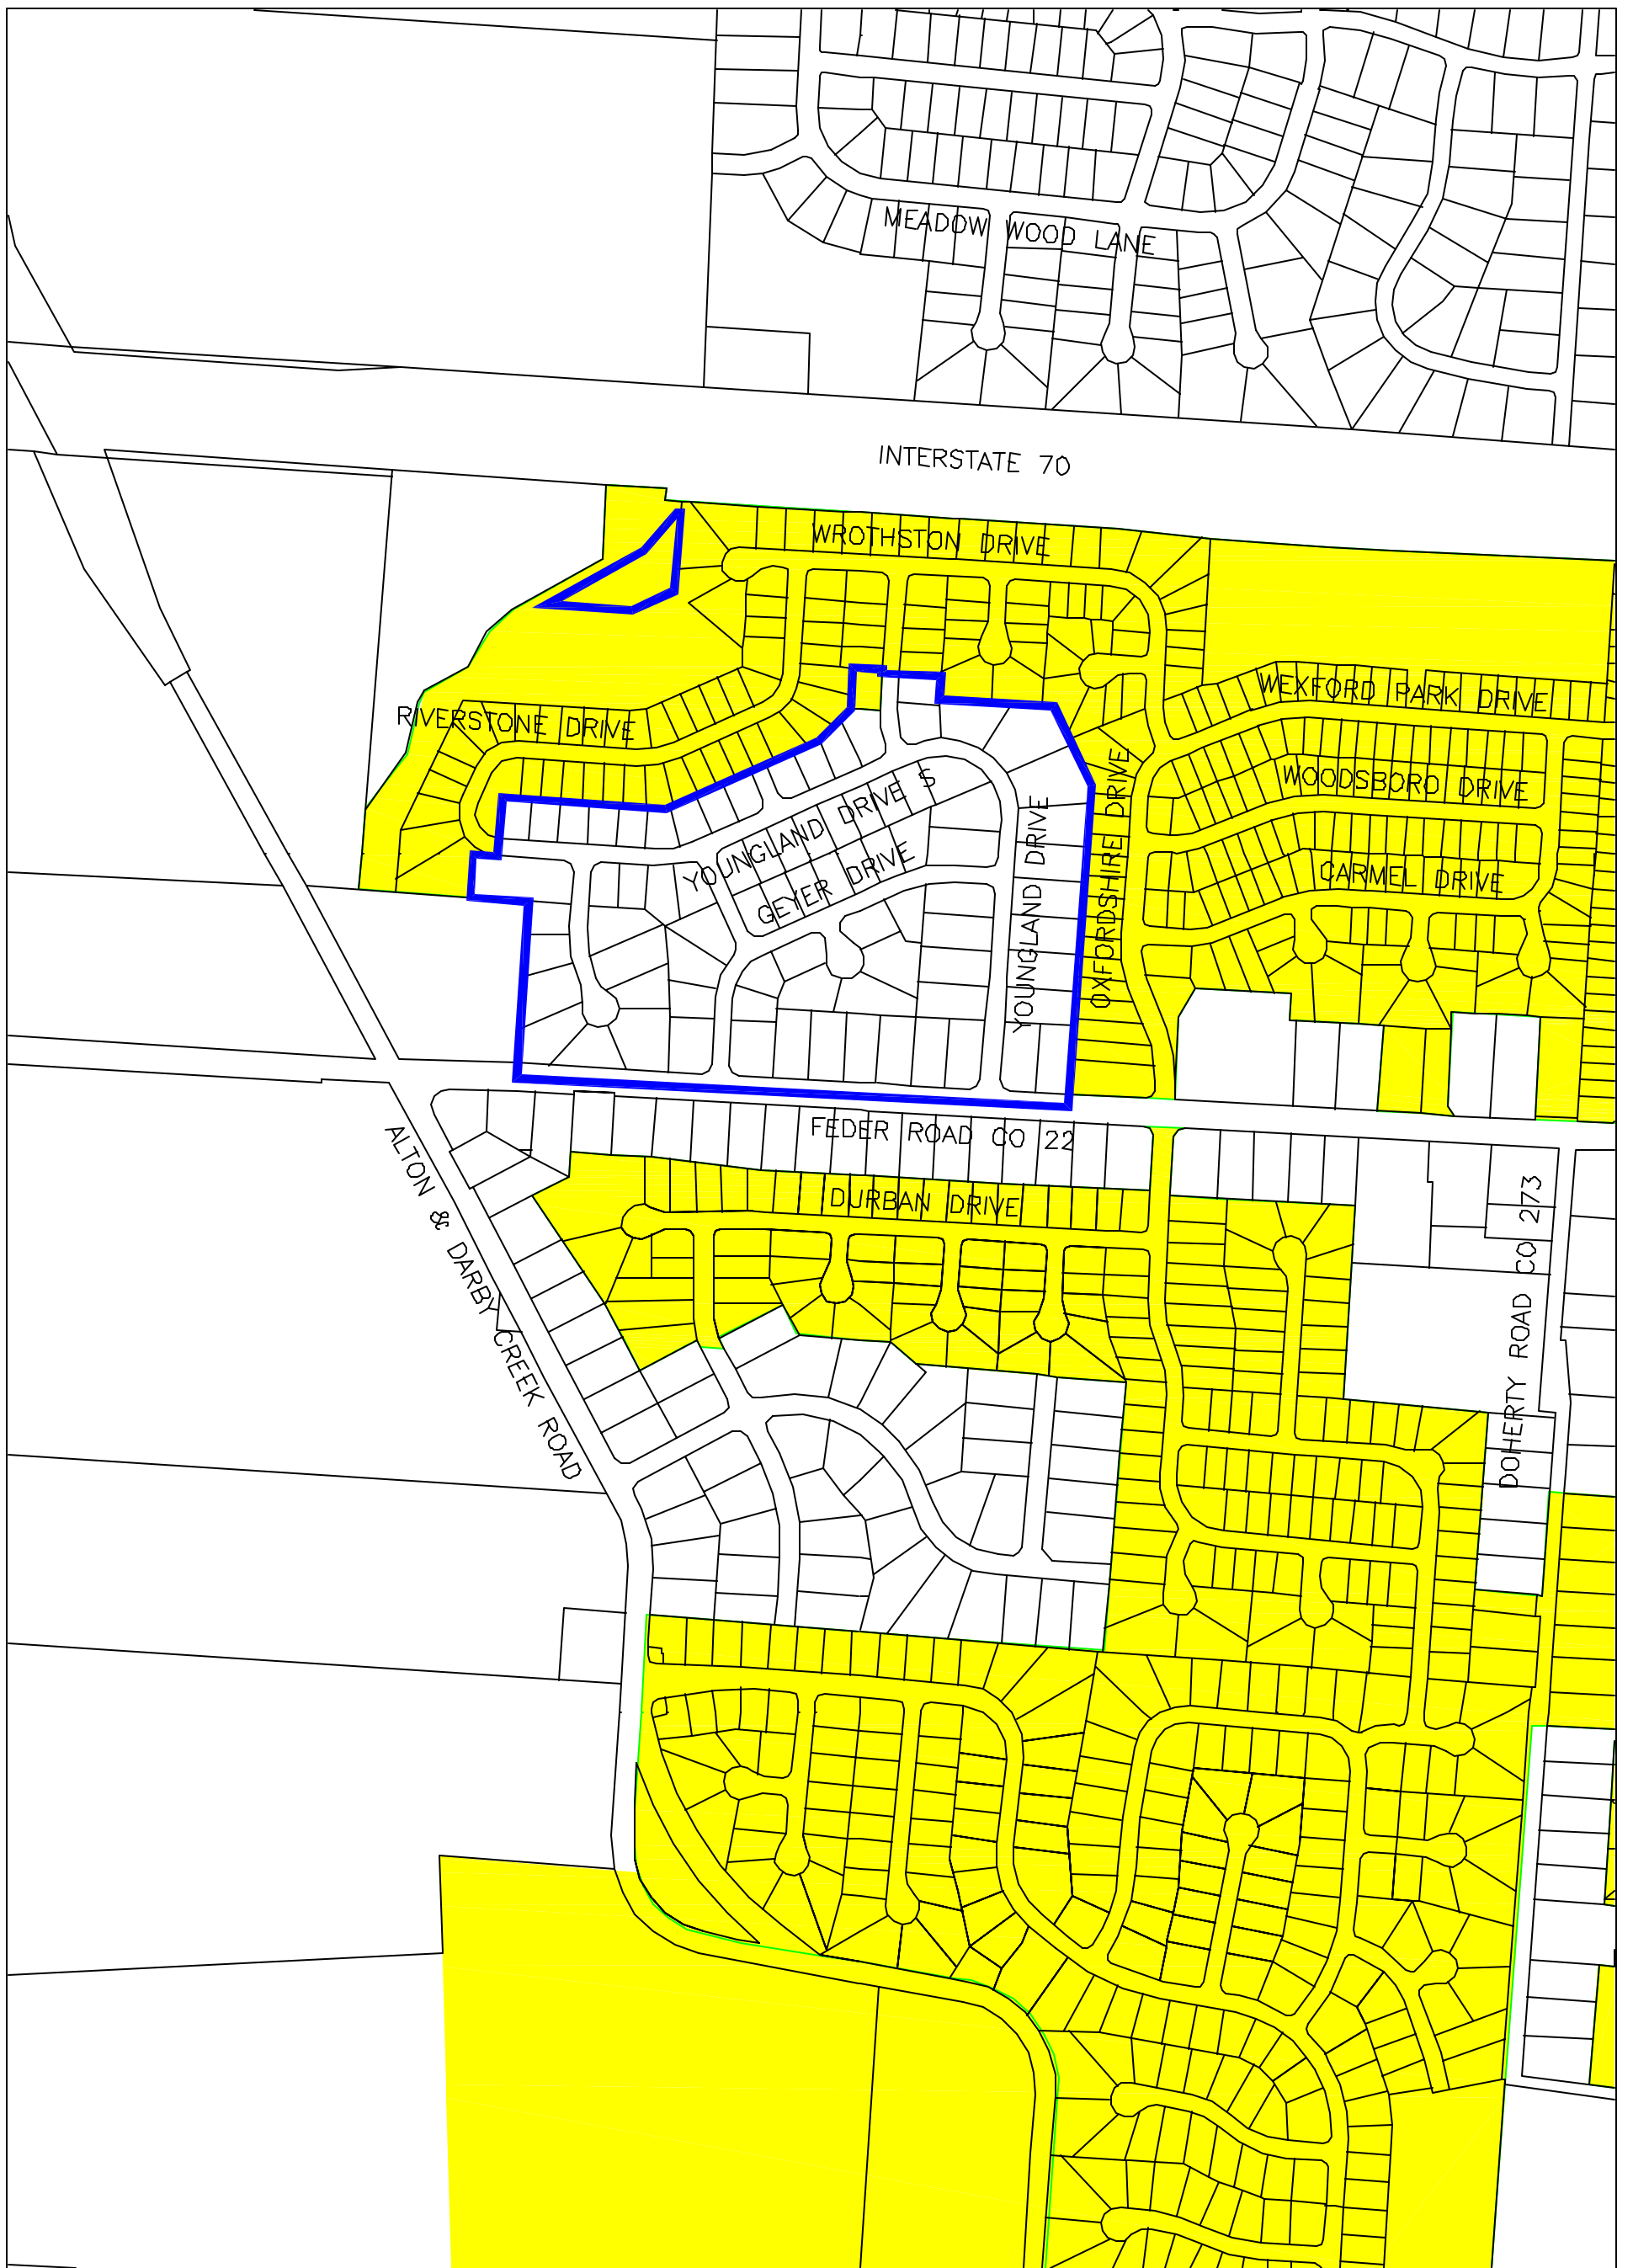 MEADOW WOOD LANE
INTERSTATE 70
WROTHSTON DRIVE
WEXFORD PARK DRIVE
RIVERSTONE DRIVE
YOUNGLAND DRIVE S
WOODSBORO DRIVE
GEYER DRIVE
YOUNGLAND DRIVE
OXFORDSHIRE DRIVE
CARMEL DRIVE
FEDER ROAD CO 22
DURBAN DRIVE
ALTON & DARBY CREEK ROAD
DOHERTY ROAD CO 273